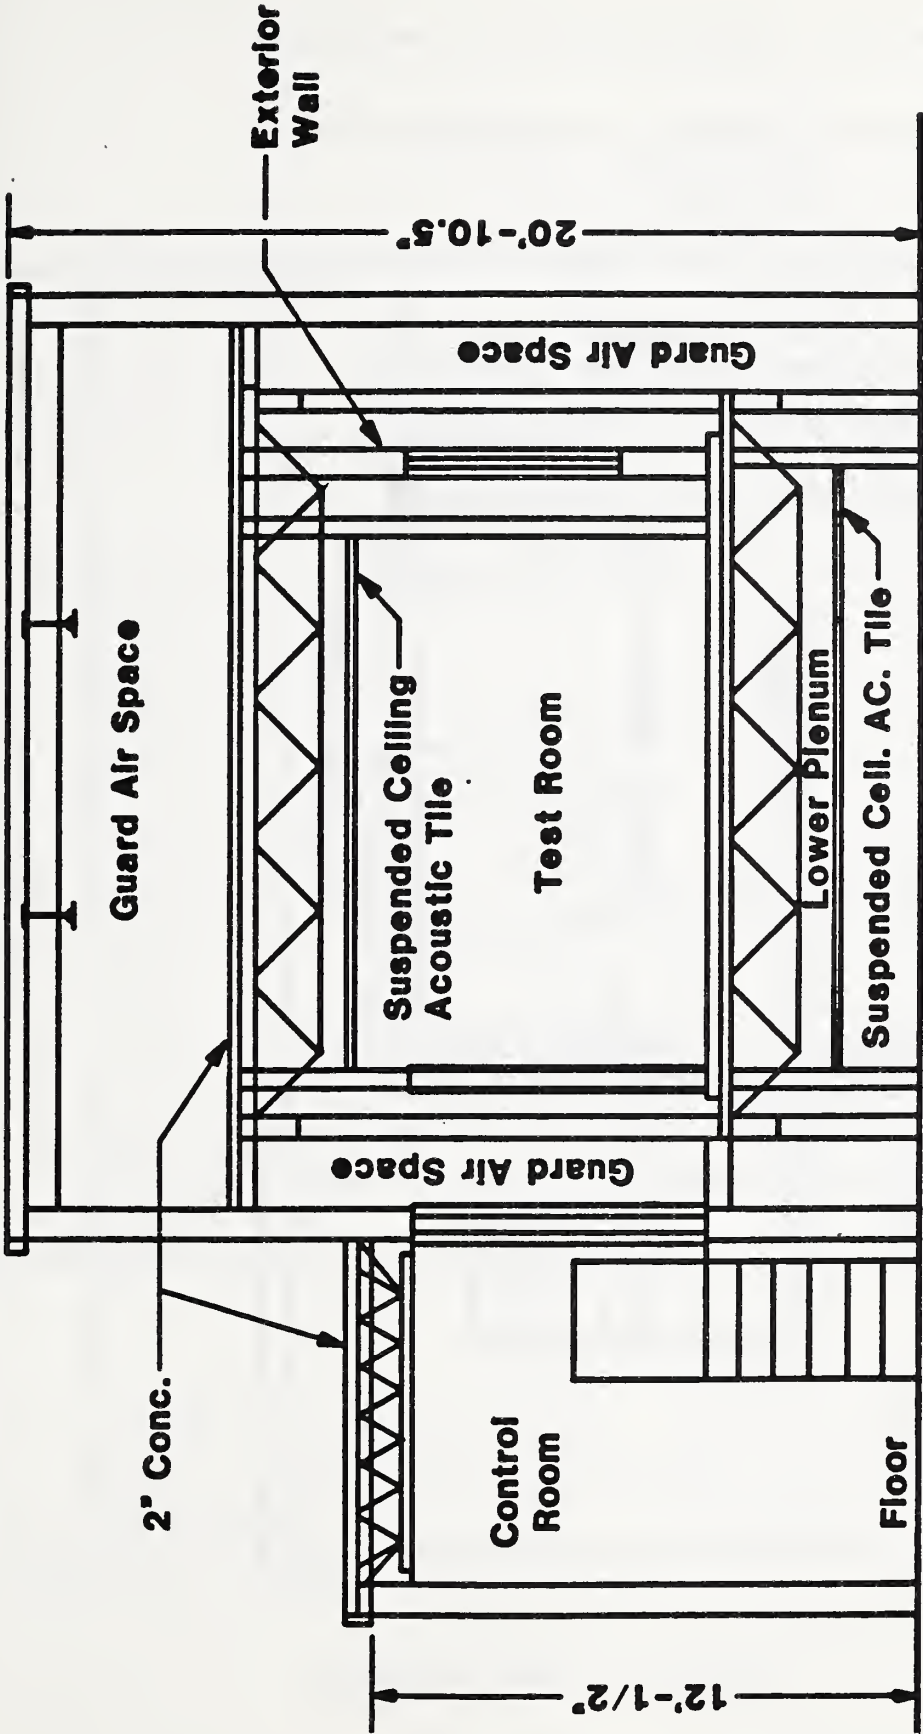 Exterior
Wall
20'-10.5"
2" Conc.
Guard Air Space
Guard Air Space
Guard Air Space
Suspended Ceiling
Acoustic Tile
Test Room
Control
Room
Lower Plenum
Suspended Ceil. AC. Tile
Floor
12'-1/2"